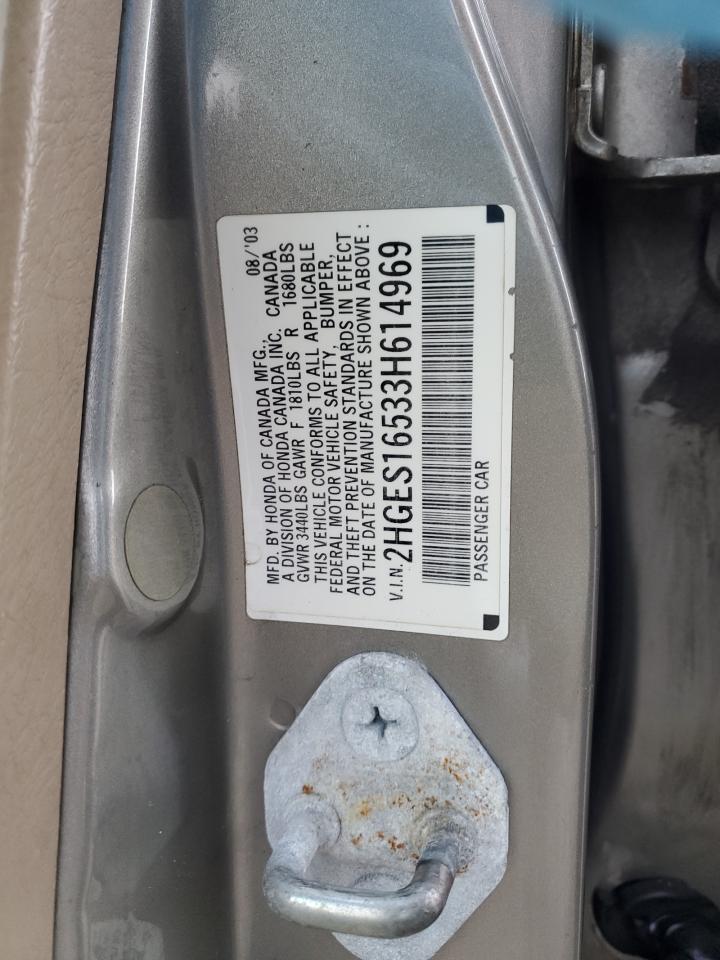 MFD. BY HONDA OF CANADA MFG., 08/'03
A DIVISION OF HONDA CANADA INC. CANADA
GVWR 3440LBS GAWR F 1810LBS R 1680LBS
THIS VEHICLE CONFORMS TO ALL APPLICABLE
FEDERAL MOTOR VEHICLE SAFETY, BUMPER,
AND THEFT PREVENTION STANDARDS IN EFFECT
ON THE DATE OF MANUFACTURE SHOWN ABOVE :
V.I.N. 2HGES16533H614969
PASSENGER CAR